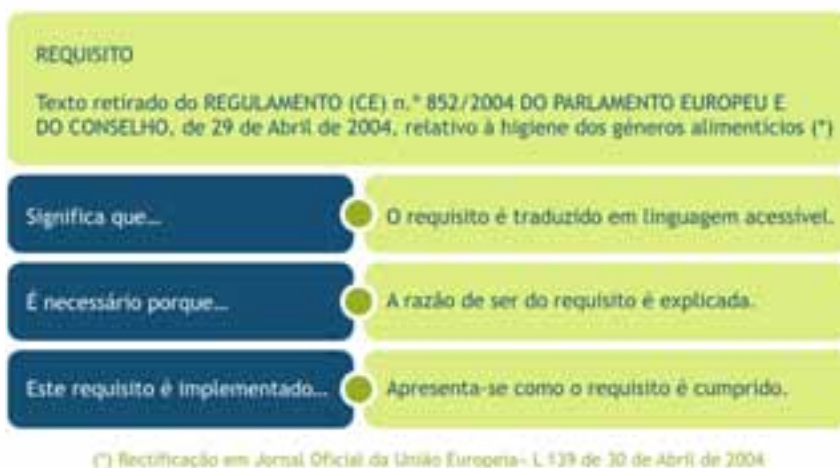 REQUISITO
Texto retirado do REGULAMENTO (CE) n.º 852/2004 DO PARLAMENTO EUROPEU E
DO CONSELHO, de 29 de Abril de 2004, relativo à higiene dos géneros alimentícios (*)
Significa que…
O requisito é traduzido em linguagem acessível.
É necessário porque…
A razão de ser do requisito é explicada.
Este requisito é implementado…
Apresenta-se como o requisito é cumprido.
(*) Rectificação em Jornal Oficial da União Europeia- L 139 de 30 de Abril de 2004